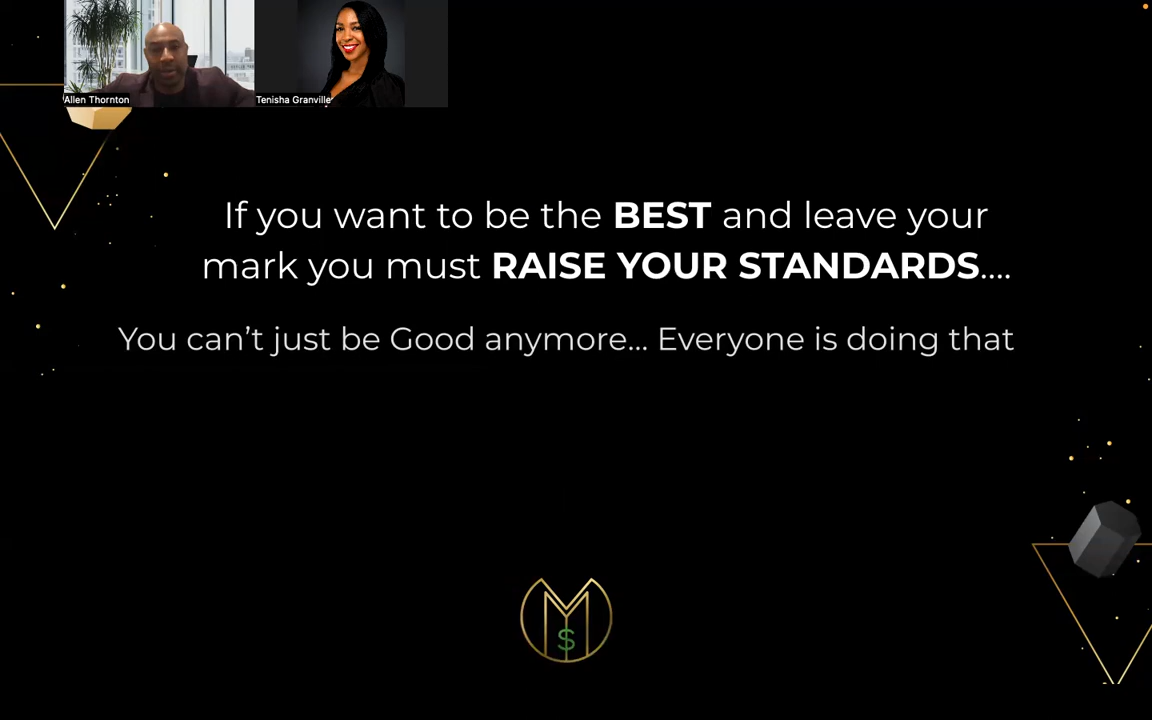 Allen Thornton
Tenisha Granville
If you want to be the BEST and leave your
mark you must RAISE YOUR STANDARDS....
You can’t just be Good anymore... Everyone is doing that
M
$